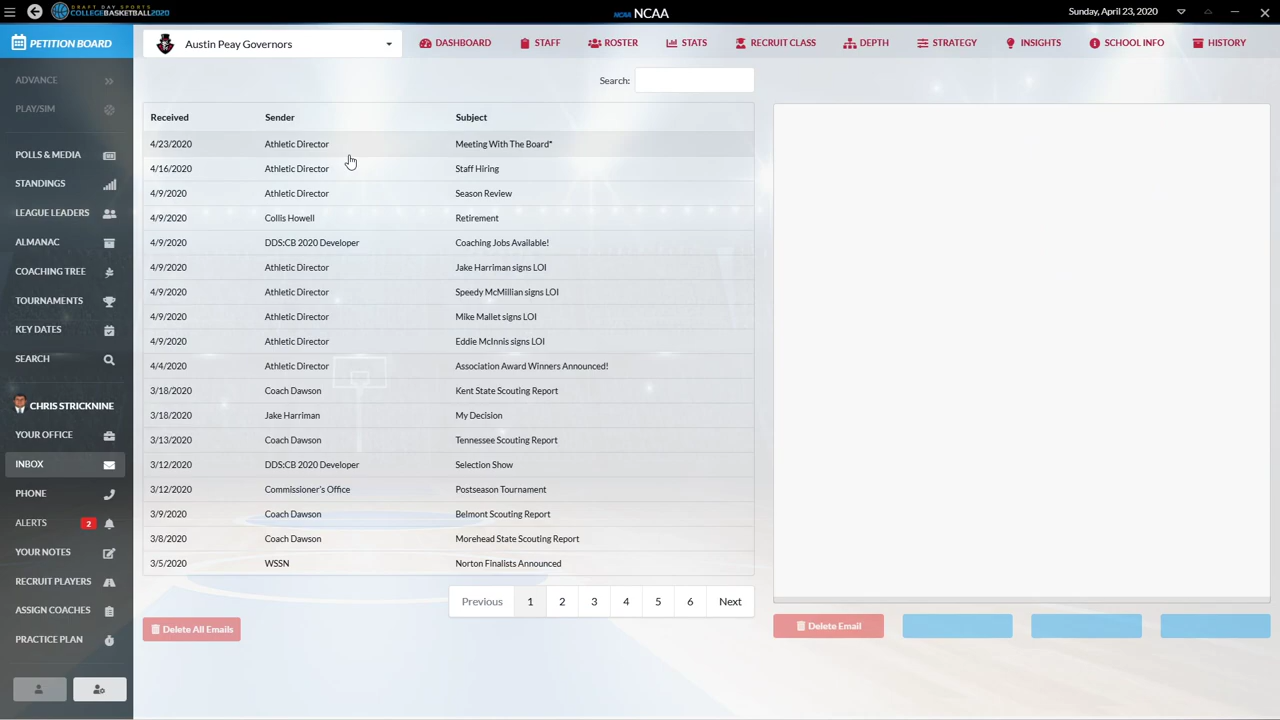 DRAFT DAY SPORTS
COLLEGE BASKETBALL 2020
NCAA NCAA
Sunday, April 23, 2020
PETITION BOARD
ADVANCE
PLAY/SIM
POLLS & MEDIA
STANDINGS
LEAGUE LEADERS
ALMANAC
COACHING TREE
TOURNAMENTS
KEY DATES
SEARCH
CHRIS STRICKNINE
YOUR OFFICE
INBOX
PHONE
ALERTS 2
YOUR NOTES
RECRUIT PLAYERS
ASSIGN COACHES
PRACTICE PLAN
Austin Peay Governors
DASHBOARD STAFF ROSTER STATS RECRUIT CLASS DEPTH STRATEGY INSIGHTS SCHOOL INFO HISTORY
Search:
Received Sender Subject
4/23/2020 Athletic Director Meeting With The Board*
4/16/2020 Athletic Director Staff Hiring
4/9/2020 Athletic Director Season Review
4/9/2020 Collis Howell Retirement
4/9/2020 DDS:CB 2020 Developer Coaching Jobs Available!
4/9/2020 Athletic Director Jake Harriman signs LOI
4/9/2020 Athletic Director Speedy McMillian signs LOI
4/9/2020 Athletic Director Mike Mallet signs LOI
4/9/2020 Athletic Director Eddie McInnis signs LOI
4/4/2020 Athletic Director Association Award Winners Announced!
3/18/2020 Coach Dawson Kent State Scouting Report
3/18/2020 Jake Harriman My Decision
3/13/2020 Coach Dawson Tennessee Scouting Report
3/12/2020 DDS:CB 2020 Developer Selection Show
3/12/2020 Commissioner's Office Postseason Tournament
3/9/2020 Coach Dawson Belmont Scouting Report
3/8/2020 Coach Dawson Morehead State Scouting Report
3/5/2020 WSSN Norton Finalists Announced
Previous 1 2 3 4 5 6 Next
Delete All Emails
Delete Email